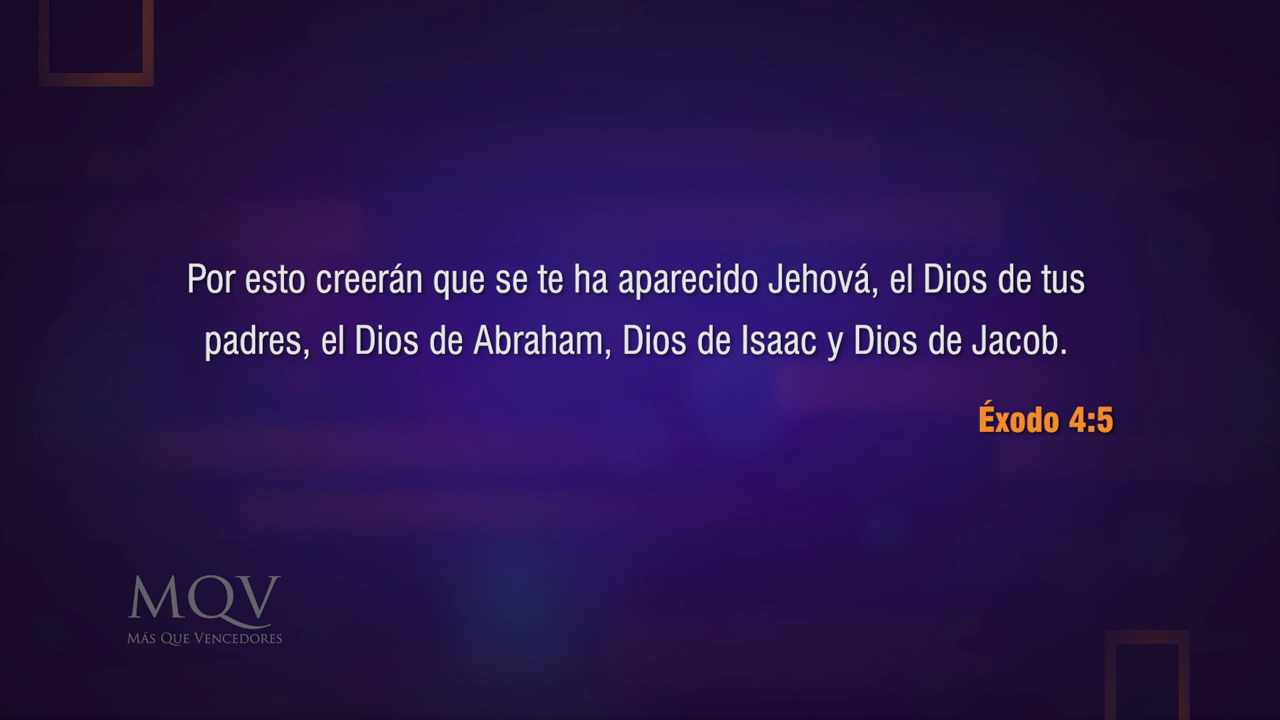 Por esto creerán que se te ha aparecido Jehová, el Dios de tus
padres, el Dios de Abraham, Dios de Isaac y Dios de Jacob.
Éxodo 4:5
MQV
Más Que Vencedores